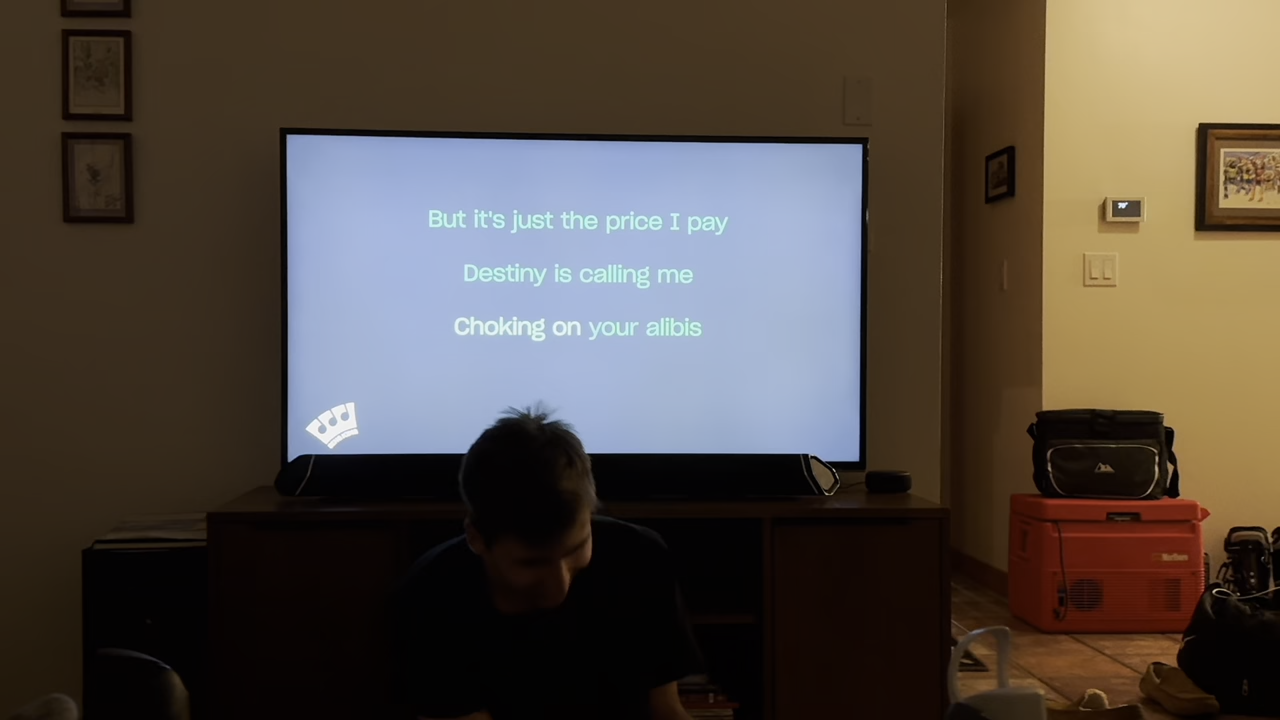 But it's just the price I pay
Destiny is calling me
Choking on your alibis